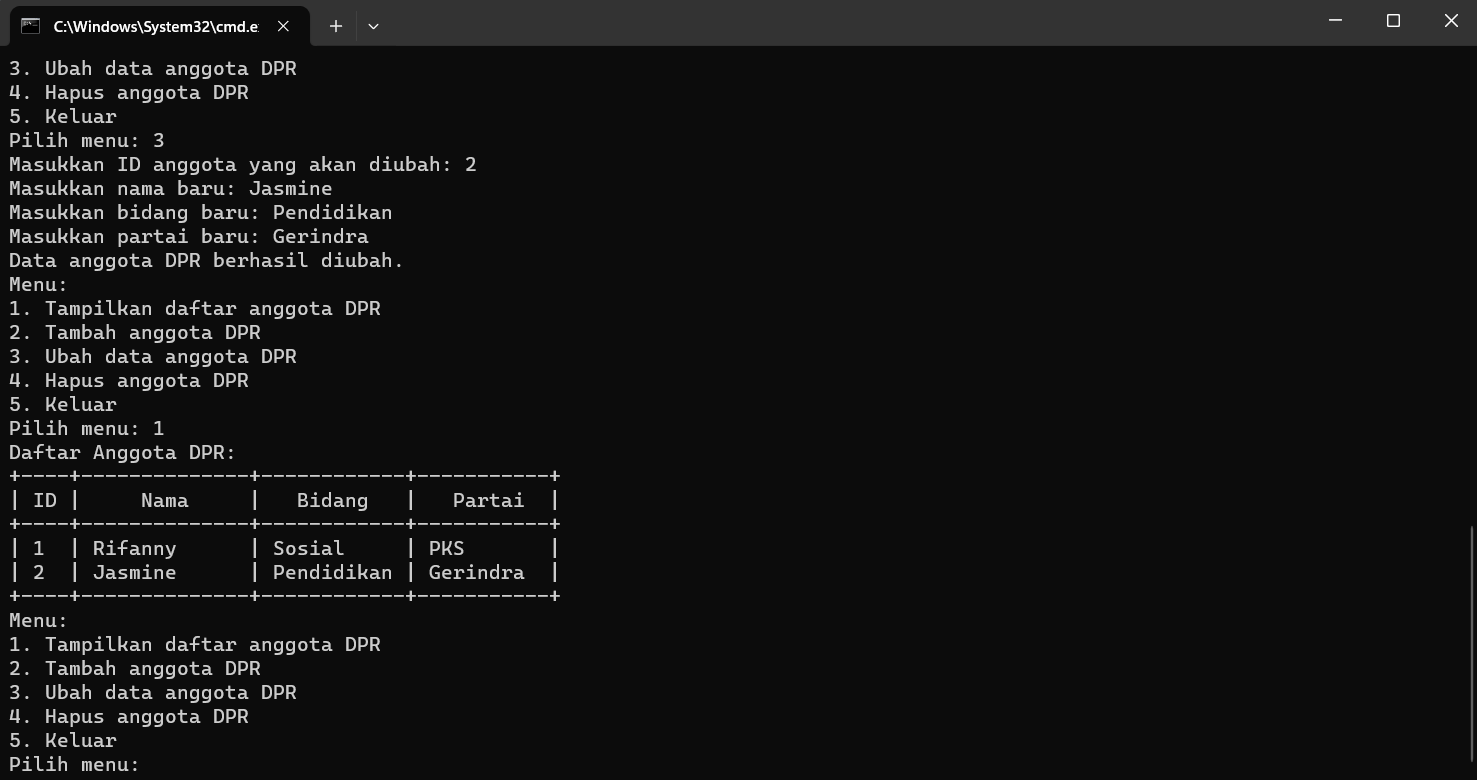 C:\Windows\System32\cmd.e
3. Ubah data anggota DPR
4. Hapus anggota DPR
5. Keluar
Pilih menu: 3
Masukkan ID anggota yang akan diubah: 2
Masukkan nama baru: Jasmine
Masukkan bidang baru: Pendidikan
Masukkan partai baru: Gerindra
Data anggota DPR berhasil diubah.
Menu:
1. Tampilkan daftar anggota DPR
2. Tambah anggota DPR
3. Ubah data anggota DPR
4. Hapus anggota DPR
5. Keluar
Pilih menu: 1
Daftar Anggota DPR:
+----+--------------+------------+-----------+
| ID |     Nama     |   Bidang   |   Partai  |
+----+--------------+------------+-----------+
| 1  | Rifanny      | Sosial     | PKS       |
| 2  | Jasmine      | Pendidikan | Gerindra  |
+----+--------------+------------+-----------+
Menu:
1. Tampilkan daftar anggota DPR
2. Tambah anggota DPR
3. Ubah data anggota DPR
4. Hapus anggota DPR
5. Keluar
Pilih menu: